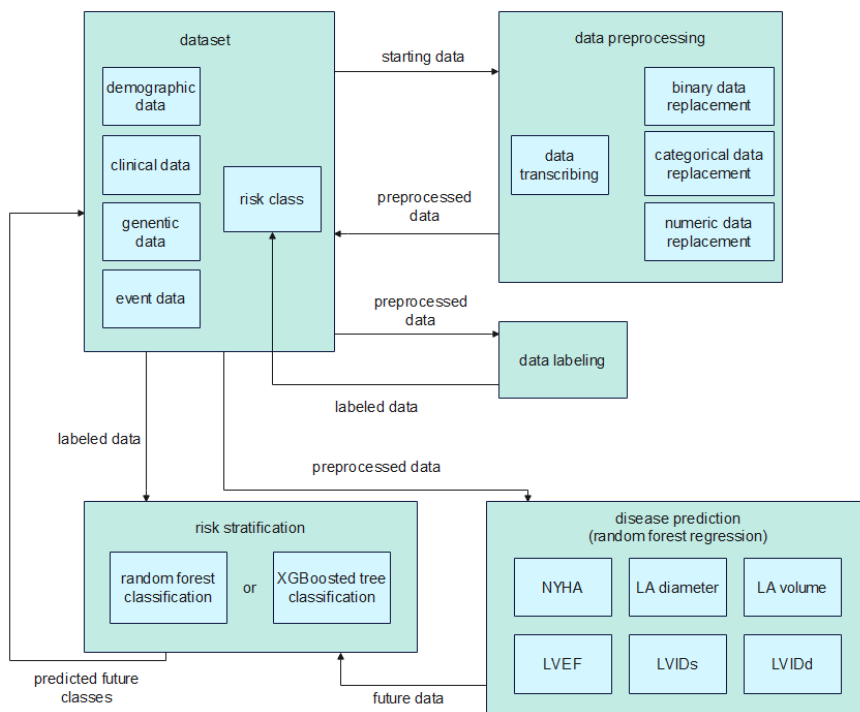 dataset
demographic
data
clinical data
genentic
data
event data
risk class
starting data
data preprocessing
data
transcribing
binary data
replacement
categorical data
replacement
numeric data
replacement
preprocessed
data
preprocessed
data
data labeling
labeled data
labeled data
preprocessed data
risk stratification
random forest
classification
or
XGBoosted tree
classification
disease prediction
(random forest regression)
NYHA
LA diameter
LA volume
LVEF
LVIDs
LVIDd
predicted future
classes
future data